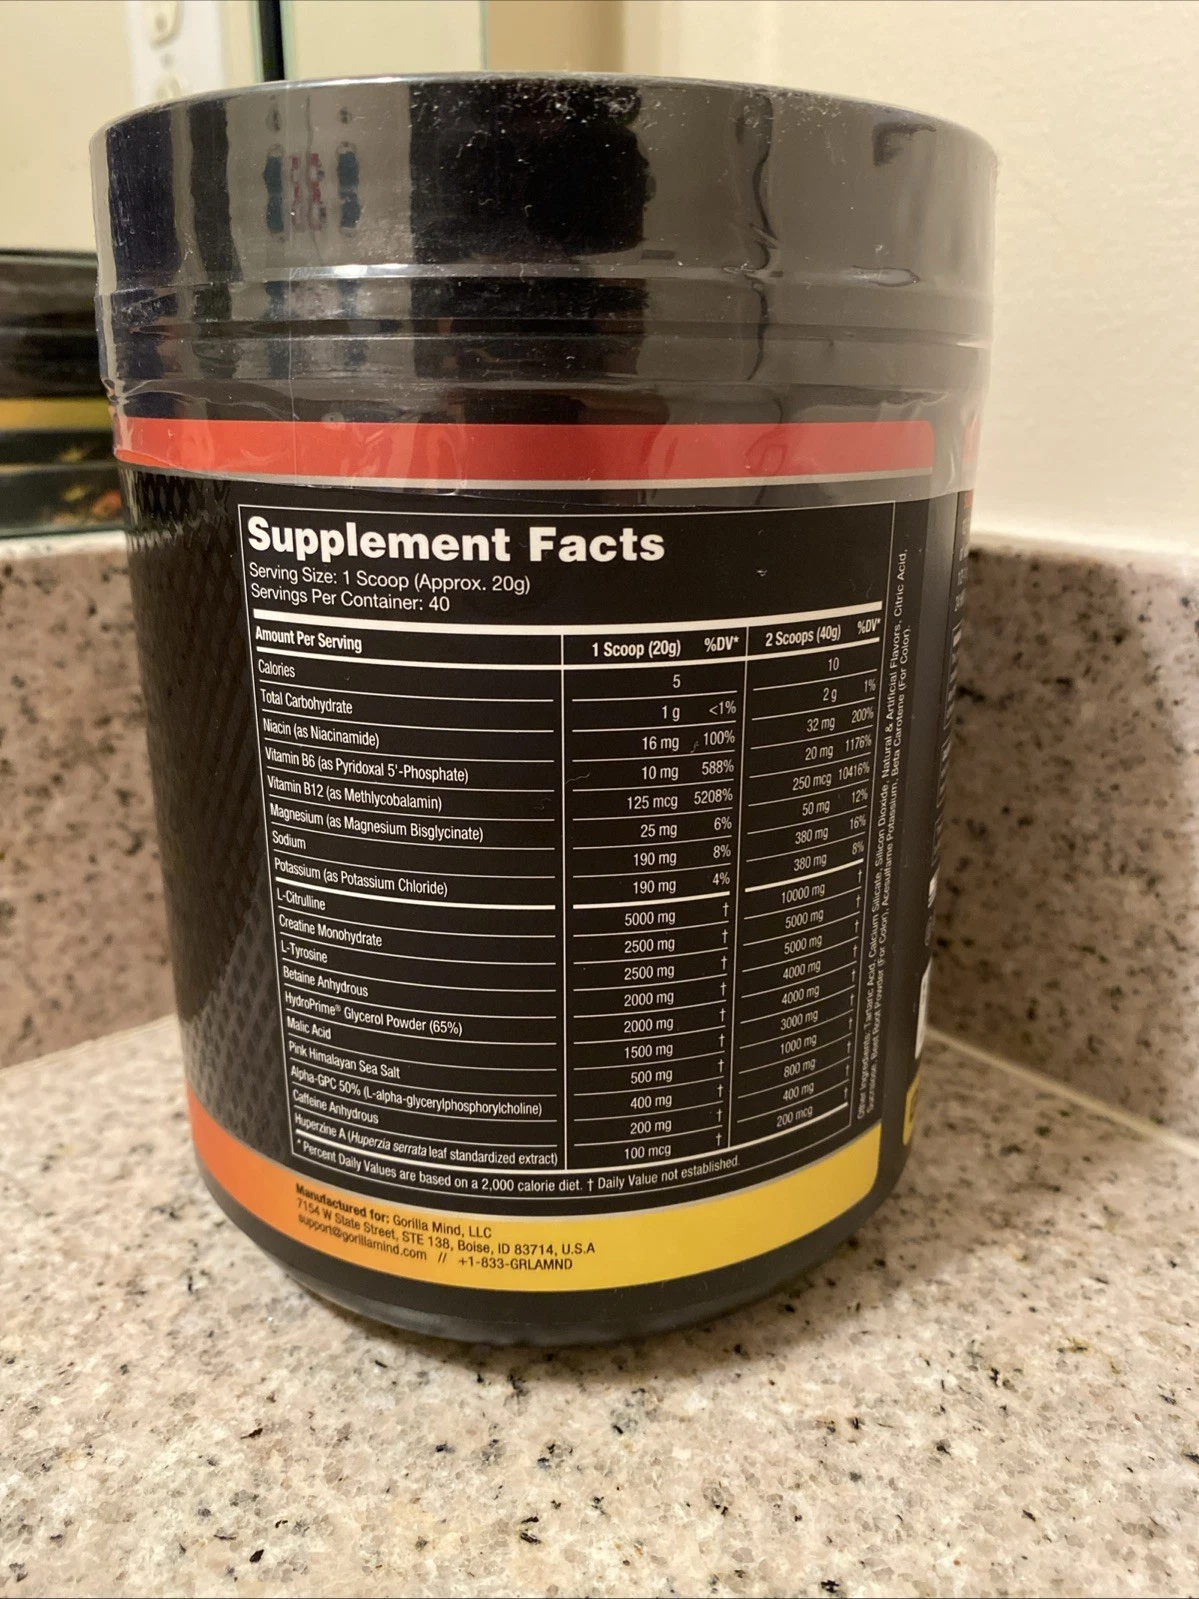 Supplement Facts
Serving Size: 1 Scoop (Approx. 20g)
Servings Per Container: 40
Amount Per Serving 1 Scoop (20g) %DV* 2 Scoops (40g) %DV*
Calories 5 10
Total Carbohydrate 1 g <1% 2 g 1%
Niacin (as Niacinamide) 16 mg 100% 32 mg 200%
Vitamin B6 (as Pyridoxal 5'-Phosphate) 10 mg 588% 20 mg 1176%
Vitamin B12 (as Methlycobalamin) 125 mcg 5208% 250 mcg 10416%
Magnesium (as Magnesium Bisglycinate) 25 mg 6% 50 mg 12%
Sodium 190 mg 8% 380 mg 16%
Potassium (as Potassium Chloride) 190 mg 4% 380 mg 8%
L-Citrulline 5000 mg † 10000 mg †
Creatine Monohydrate 2500 mg † 5000 mg †
L-Tyrosine 2500 mg † 5000 mg †
Betaine Anhydrous 2000 mg † 4000 mg †
HydroPrime® Glycerol Powder (65%) 2000 mg † 4000 mg †
Malic Acid 1500 mg † 3000 mg †
Pink Himalayan Sea Salt 500 mg † 1000 mg †
Alpha-GPC 50% (L-alpha-glycerylphosphorylcholine) 400 mg † 800 mg †
Caffeine Anhydrous 200 mg † 400 mg †
Huperzine A (Huperzia serrata leaf standardized extract) 100 mcg † 200 mcg †
* Percent Daily Values are based on a 2,000 calorie diet. † Daily Value not established.
Other Ingredients: Tartaric Acid, Calcium Silicate, Silicon Dioxide, Natural & Artificial Flavors, Citric Acid,
Sucralose, Beet Root Powder (For Color), Acesulfame Potassium, Beta Carotene (For Color).
Manufactured for: Gorilla Mind, LLC
7154 W State Street, STE 138, Boise, ID 83714, U.S.A
support@gorillamind.com // +1-833-GRLAMND